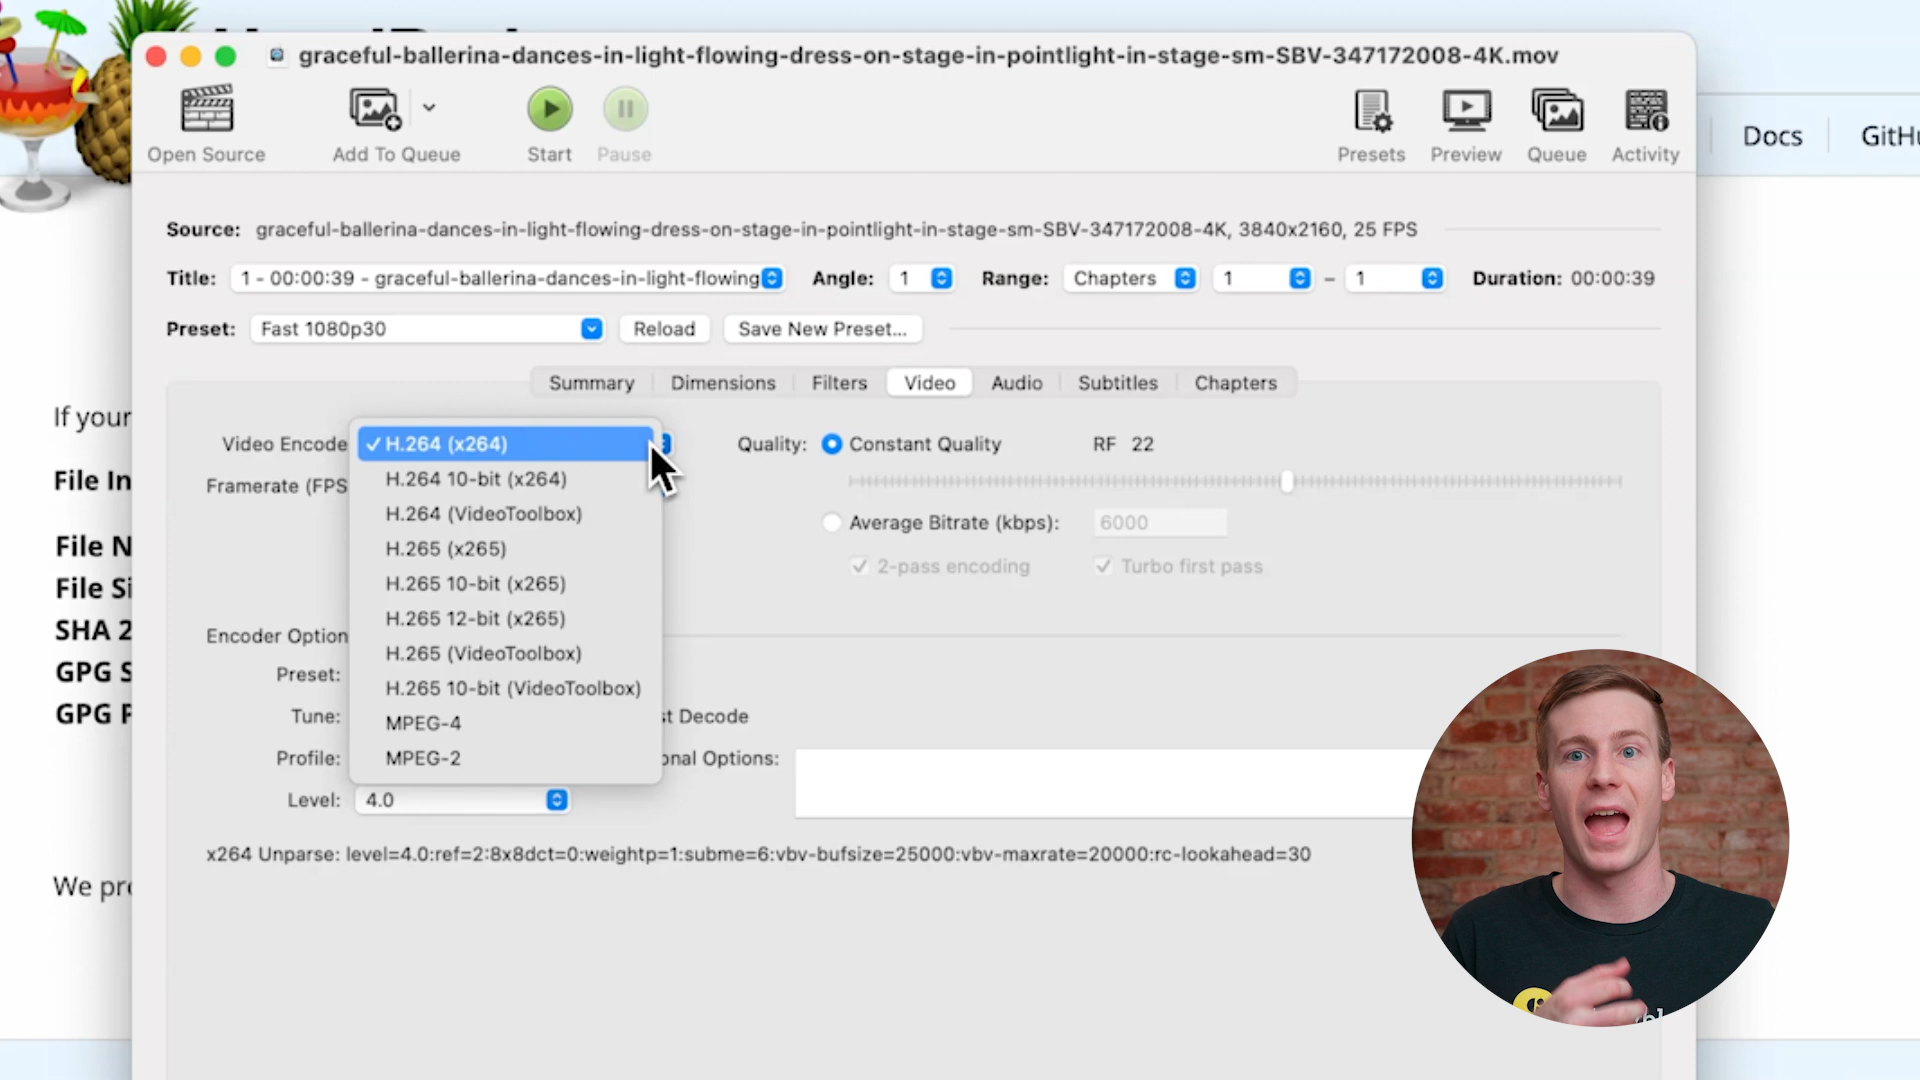 graceful-ballerina-dances-in-light-flowing-dress-on-stage-in-pointlight-in-stage-sm-SBV-347172008-4K.mov
Open Source Add To Queue Start Pause Presets Preview Queue Activity
Docs GitHu
Source: graceful-ballerina-dances-in-light-flowing-dress-on-stage-in-pointlight-in-stage-sm-SBV-347172008-4K, 3840x2160, 25 FPS
Title: 1 - 00:00:39 - graceful-ballerina-dances-in-light-flowing Angle: 1 Range: Chapters 1 – 1 Duration: 00:00:39
Preset: Fast 1080p30 Reload Save New Preset...
Summary Dimensions Filters Video Audio Subtitles Chapters
If your
File In
File N
File Si
SHA 2
GPG S
GPG F
We pro
Video Encode
Framerate (FPS
H.264 (x264)
H.264 10-bit (x264)
H.264 (VideoToolbox)
H.265 (x265)
H.265 10-bit (x265)
H.265 12-bit (x265)
H.265 (VideoToolbox)
H.265 10-bit (VideoToolbox)
MPEG-4
MPEG-2
Quality: Constant Quality RF 22
Average Bitrate (kbps): 6000
2-pass encoding Turbo first pass
Encoder Option
Preset:
Tune: st Decode
Profile: onal Options:
Level: 4.0
x264 Unparse: level=4.0:ref=2:8x8dct=0:weightp=1:subme=6:vbv-bufsize=25000:vbv-maxrate=20000:rc-lookahead=30